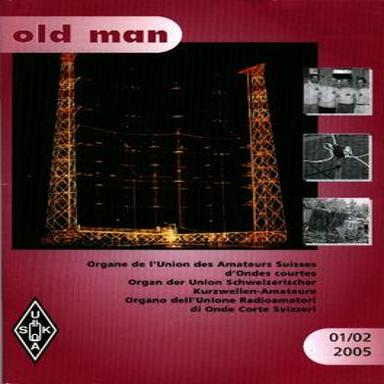 old man
Organe de l'Union des Amateurs Suisses
d'Ondes courtes
Organ der Union Schweizerischer
Kurzwellen-Amateure
Organo dell'Unione Radioamatori
di Onde Corte Svizzeri
U
S K
A
01/02
2005